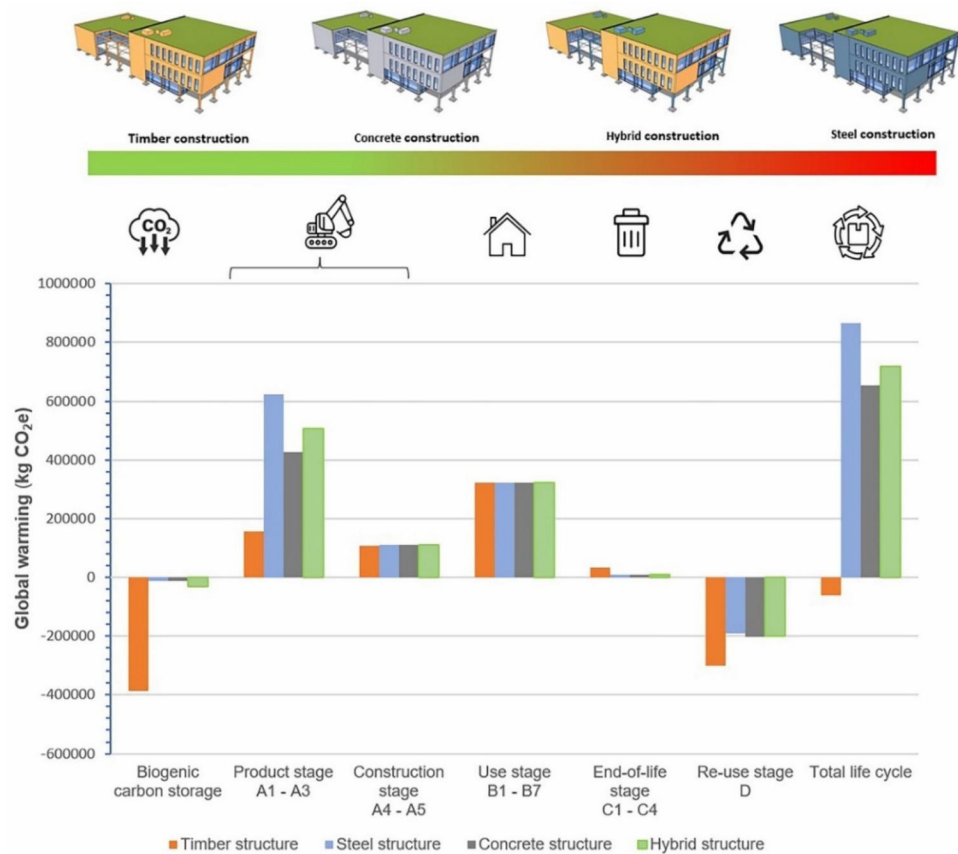 Timber construction
Concrete construction
Hybrid construction
Steel construction
CO2
Global warming (kg CO2e)
1000000
800000
600000
400000
200000
0
-200000
-400000
-600000
Biogenic
carbon storage
Product stage
A1 - A3
Construction
stage
A4 - A5
Use stage
B1 - B7
End-of-life
stage
C1 - C4
Re-use stage
D
Total life cycle
Timber structure
Steel structure
Concrete structure
Hybrid structure